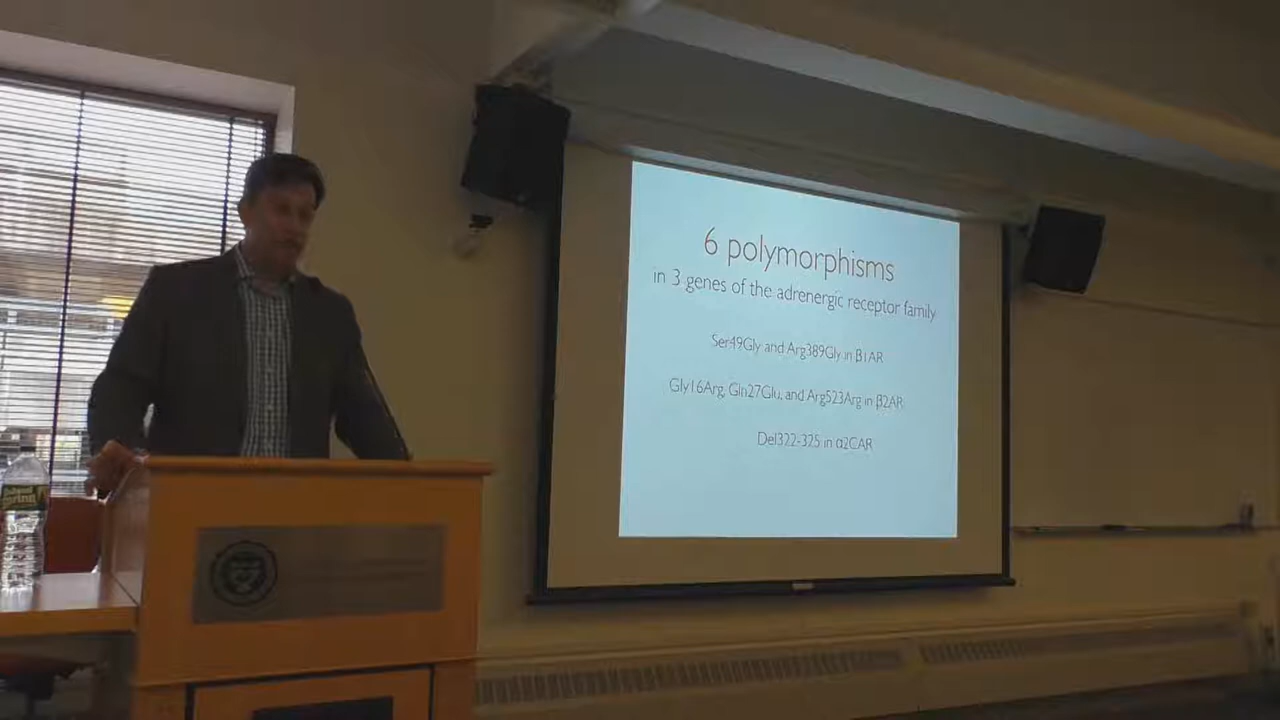 6 polymorphisms
in 3 genes of the adrenergic receptor family
Ser49Gly and Arg389Gly in β1AR
Gly16Arg, Gln27Glu, and Arg523Arg in β2AR
Del322-325 in α2CAR